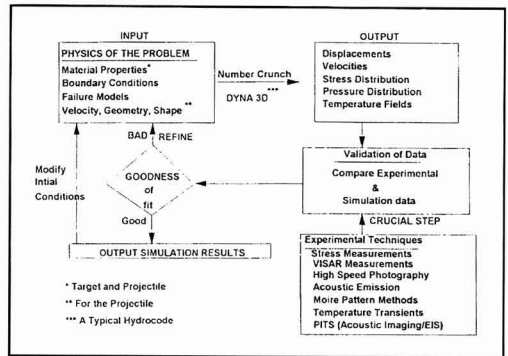 INPUT
PHYSICS OF THE PROBLEM
Material Properties*
Boundary Conditions
Failure Models
Velocity, Geometry, Shape **
Number Crunch
DYNA 3D ***
OUTPUT
Displacements
Velocities
Stress Distribution
Pressure Distribution
Temperature Fields
BAD
REFINE
Modify
Intial
Conditions
GOODNESS
of
fit
Good
Validation of Data
Compare Experimental
&
Simulation data
CRUCIAL STEP
OUTPUT SIMULATION RESULTS
Experimental Techniques
Stress Measurements
VISAR Measurements
High Speed Photography
Acoustic Emission
Moire Pattern Methods
Temperature Transients
PITS (Acoustic Imaging/EIS)
* Target and Projectile
** For the Projectile
*** A Typical Hydrocode